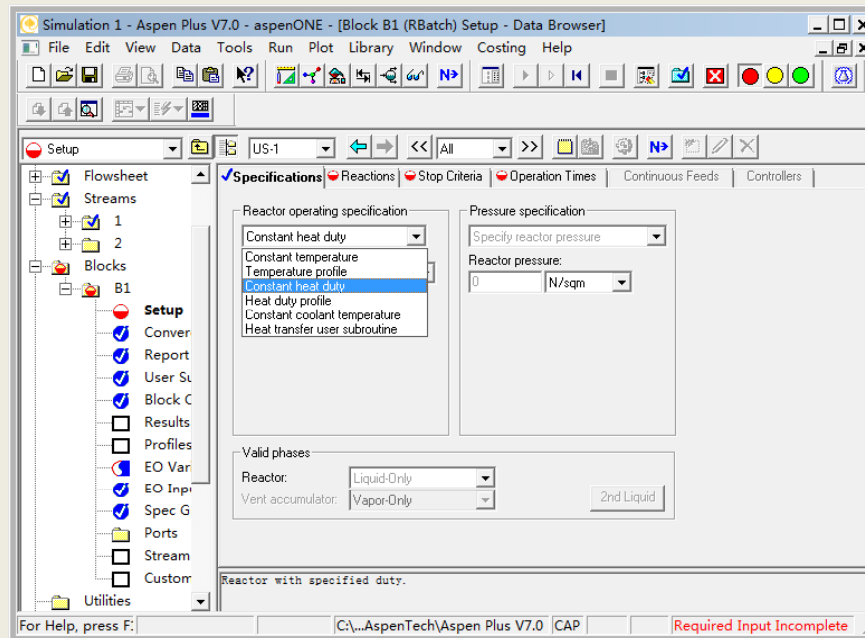 Simulation 1 - Aspen Plus V7.0 - aspenONE - [Block B1 (RBatch) Setup - Data Browser]
File Edit View Data Tools Run Plot Library Window Costing Help
Setup US-1 << All >> N>
Flowsheet
Streams
1
2
Blocks
B1
Setup
Conver
Report
User Su
Block C
Results
Profiles
EO Vari
EO Inpu
Spec G
Ports
Stream
Custom
Utilities
Specifications Reactions Stop Criteria Operation Times Continuous Feeds Controllers
Reactor operating specification
Constant heat duty
Constant temperature
Temperature profile
Constant heat duty
Heat duty profile
Constant coolant temperature
Heat transfer user subroutine
Pressure specification
Specify reactor pressure
Reactor pressure:
0 N/sqm
Valid phases
Reactor: Liquid-Only
Vent accumulator: Vapor-Only
2nd Liquid
Reactor with specified duty.
For Help, press F: C:\...AspenTech\Aspen Plus V7.0 CAP Required Input Incomplete